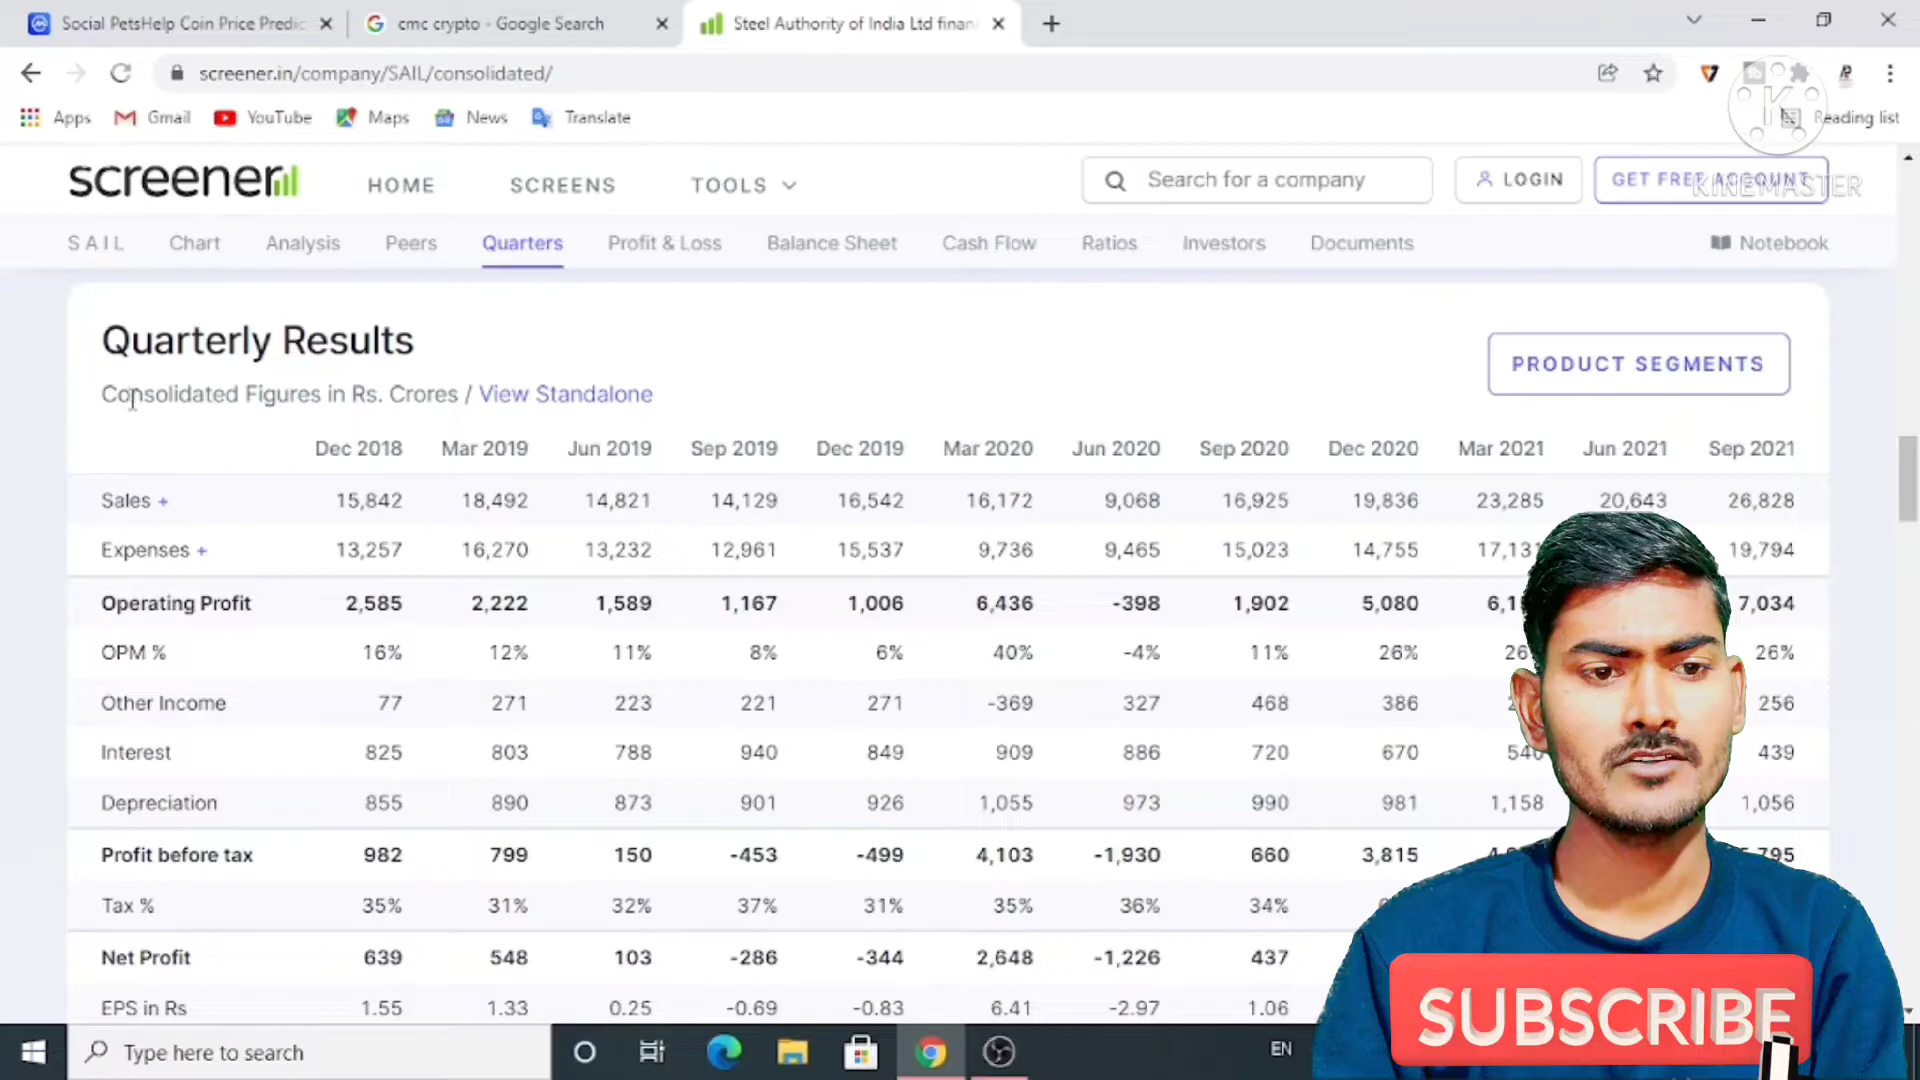 Social PetsHelp Coin Price Predic
cmc crypto - Google Search
Steel Authority of India Ltd finan
screener.in/company/SAIL/consolidated/
Apps Gmail YouTube Maps News Translate Reading list
screener HOME SCREENS TOOLS Search for a company LOGIN GET FREE ACCOUNT
KINEMASTER
SAIL Chart Analysis Peers Quarters Profit & Loss Balance Sheet Cash Flow Ratios Investors Documents Notebook
Quarterly Results
PRODUCT SEGMENTS
Consolidated Figures in Rs. Crores / View Standalone
Dec 2018 Mar 2019 Jun 2019 Sep 2019 Dec 2019 Mar 2020 Jun 2020 Sep 2020 Dec 2020 Mar 2021 Jun 2021 Sep 2021
Sales + 15,842 18,492 14,821 14,129 16,542 16,172 9,068 16,925 19,836 23,285 20,643 26,828
Expenses + 13,257 16,270 13,232 12,961 15,537 9,736 9,465 15,023 14,755 19,794
Operating Profit 2,585 2,222 1,589 1,167 1,006 6,436 -398 1,902 5,080 7,034
OPM % 16% 12% 11% 8% 6% 40% -4% 11% 26% 26%
Other Income 77 271 223 221 271 -369 327 468 386 256
Interest 825 803 788 940 849 909 886 720 670 439
Depreciation 855 890 873 901 926 1,055 973 990 981 1,158 1,056
Profit before tax 982 799 150 -453 -499 4,103 -1,930 660 3,815
Tax % 35% 31% 32% 37% 31% 35% 36% 34%
Net Profit 639 548 103 -286 -344 2,648 -1,226 437
EPS in Rs 1.55 1.33 0.25 -0.69 -0.83 6.41 -2.97 1.06
SUBSCRIBE
Type here to search
EN